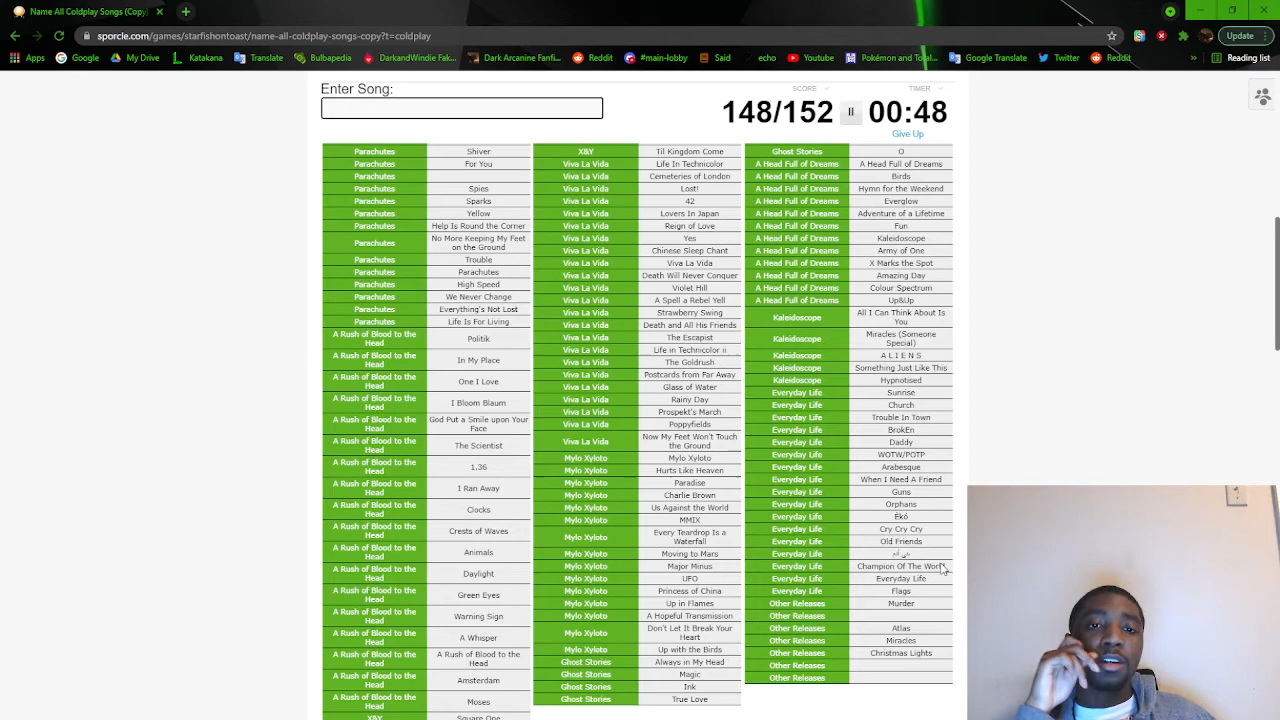 Name All Coldplay Songs (Copy)
sporcle.com/games/starfishontoast/name-all-coldplay-songs-copy?t=coldplay
Update
Apps
Google
My Drive
Katakana
Translate
Bulbapedia
DarkandWindie Fak...
Dark Arcanine Fanfi...
Reddit
#main-lobby
Said
echo
Youtube
Pokémon and Total...
Discord
GCC
Translate
Twitter
Reddit
Reading list
Enter Song:
SCORE
TIMER
148/152
00:48
Give Up
Parachutes Shiver
Parachutes For You
Parachutes Spies
Parachutes Sparks
Parachutes Yellow
Parachutes Help Is Round the Corner
Parachutes No More Keeping My Feet
on the Ground
Parachutes Trouble
Parachutes Parachutes
Parachutes High Speed
Parachutes We Never Change
Parachutes Everything's Not Lost
Parachutes Life Is For Living
A Rush of Blood to the
Head Politik
A Rush of Blood to the
Head In My Place
A Rush of Blood to the
Head One I Love
A Rush of Blood to the
Head I Bloom Blaum
A Rush of Blood to the God Put a Smile upon Your
Head Face
A Rush of Blood to the
Head The Scientist
A Rush of Blood to the
Head 1.36
A Rush of Blood to the
Head I Ran Away
A Rush of Blood to the
Head Clocks
A Rush of Blood to the
Head Crests of Waves
A Rush of Blood to the
Head Animals
A Rush of Blood to the
Head Daylight
A Rush of Blood to the
Head Green Eyes
A Rush of Blood to the
Head Warning Sign
A Rush of Blood to the
Head A Whisper
A Rush of Blood to the A Rush of Blood to the
Head Head
A Rush of Blood to the
Head Amsterdam
A Rush of Blood to the
Head Moses
X&Y Square One
X&Y Til Kingdom Come
Viva La Vida Life In Technicolor
Viva La Vida Cemeteries of London
Viva La Vida Lost!
Viva La Vida 42
Viva La Vida Lovers In Japan
Viva La Vida Reign of Love
Viva La Vida Yes
Viva La Vida Chinese Sleep Chant
Viva La Vida Viva La Vida
Viva La Vida Death Will Never Conquer
Viva La Vida Violet Hill
Viva La Vida A Spell a Rebel Yell
Viva La Vida Strawberry Swing
Viva La Vida Death and All His Friends
Viva La Vida The Escapist
Viva La Vida Life in Technicolor ii
Viva La Vida The Goldrush
Viva La Vida Postcards from Far Away
Viva La Vida Glass of Water
Viva La Vida Rainy Day
Viva La Vida Prospekt's March
Viva La Vida Poppyfields
Viva La Vida Now My Feet Won't Touch
the Ground
Mylo Xyloto Mylo Xyloto
Mylo Xyloto Hurts Like Heaven
Mylo Xyloto Paradise
Mylo Xyloto Charlie Brown
Mylo Xyloto Us Against the World
Mylo Xyloto MMIX
Mylo Xyloto Every Teardrop Is a
Waterfall
Mylo Xyloto Moving to Mars
Mylo Xyloto Major Minus
Mylo Xyloto UFO
Mylo Xyloto Princess of China
Mylo Xyloto Up in Flames
Mylo Xyloto A Hopeful Transmission
Mylo Xyloto Don't Let It Break Your
Heart
Mylo Xyloto Up with the Birds
Ghost Stories Always in My Head
Ghost Stories Magic
Ghost Stories Ink
Ghost Stories True Love
Ghost Stories O
A Head Full of Dreams A Head Full of Dreams
A Head Full of Dreams Birds
A Head Full of Dreams Hymn for the Weekend
A Head Full of Dreams Everglow
A Head Full of Dreams Adventure of a Lifetime
A Head Full of Dreams Fun
A Head Full of Dreams Kaleidoscope
A Head Full of Dreams Army of One
A Head Full of Dreams X Marks the Spot
A Head Full of Dreams Amazing Day
A Head Full of Dreams Colour Spectrum
A Head Full of Dreams Up&Up
Kaleidoscope All I Can Think About Is
You
Kaleidoscope Miracles (Someone
Special)
Kaleidoscope A L I E N S
Kaleidoscope Something Just Like This
Kaleidoscope Hypnotised
Everyday Life Sunrise
Everyday Life Church
Everyday Life Trouble In Town
Everyday Life BrokEn
Everyday Life Daddy
Everyday Life WOTW/POTP
Everyday Life Arabesque
Everyday Life When I Need A Friend
Everyday Life Guns
Everyday Life Orphans
Everyday Life Èkó
Everyday Life Cry Cry Cry
Everyday Life Old Friends
Everyday Life بنی آدم
Everyday Life Champion Of The World
Everyday Life Everyday Life
Everyday Life Flags
Other Releases Murder
Other Releases
Other Releases Atlas
Other Releases Miracles
Other Releases Christmas Lights
Other Releases
Other Releases